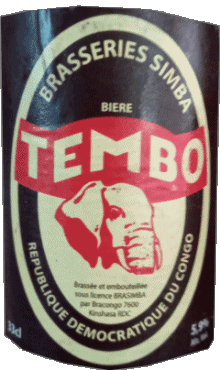 BRASSERIES SIMBA
BIERE
TEMBO
Brassée et embouteillée
sous licence BRASIMBA
par Bracongo 7600
Kinshasa RDC
REPUBLIQUE DEMOCRATIQUE DU CONGO
33cl
5.9%